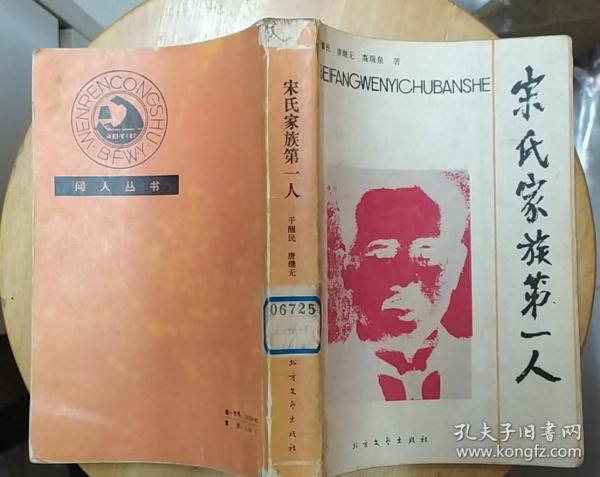 WENRENCONGSHU
·BFWY·
闻人丛书
宋氏家族第一人
于醒民 唐继无
06725
北方文艺出版社
唐继无 高瑞泉 著
BEIFANGWENYICHUBANSHE
宋氏家族第一人
北方文艺出版社
孔夫子旧书网
www.kongfz.com